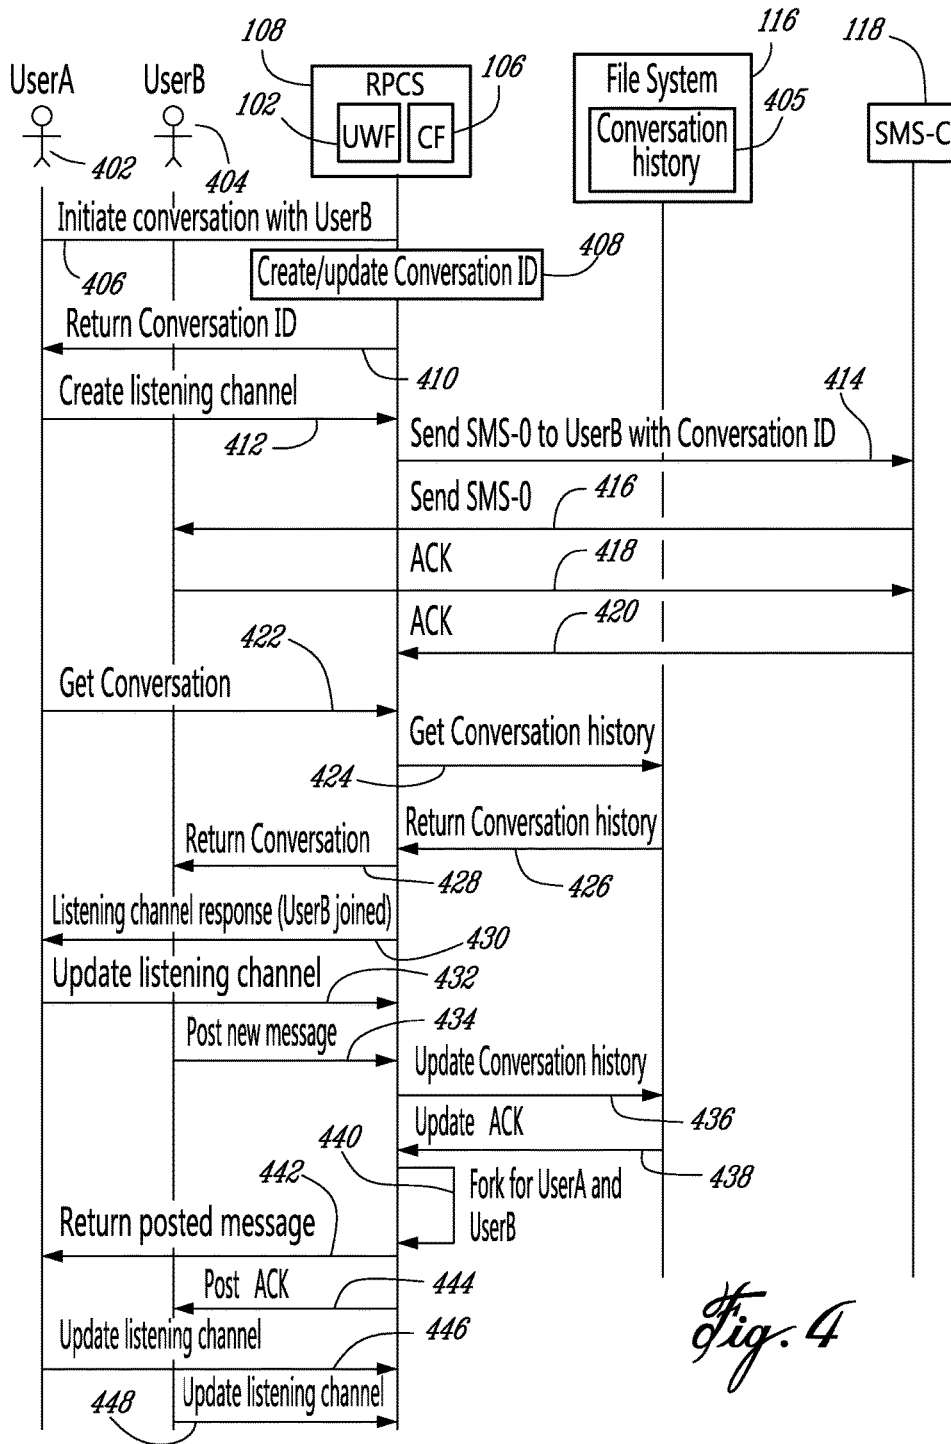 108
116
118
UserA
UserB
106
RPCS
File System
405
102
UWF
CF
Conversation
history
SMS-C
402
404
Initiate conversation with UserB
408
406
Create/update Conversation ID
Return Conversation ID
410
414
Create listening channel
412
Send SMS-0 to UserB with Conversation ID
Send SMS-0
416
ACK
418
ACK
420
422
Get Conversation
Get Conversation history
424
Return Conversation history
Return Conversation
428
426
Listening channel response (UserB joined)
430
Update listening channel
432
Post new message
434
Update Conversation history
436
Update ACK
440
438
442
Fork for UserA and
UserB
Return posted message
Post ACK
444
Update listening channel
446
Update listening channel
448
Fig. 4